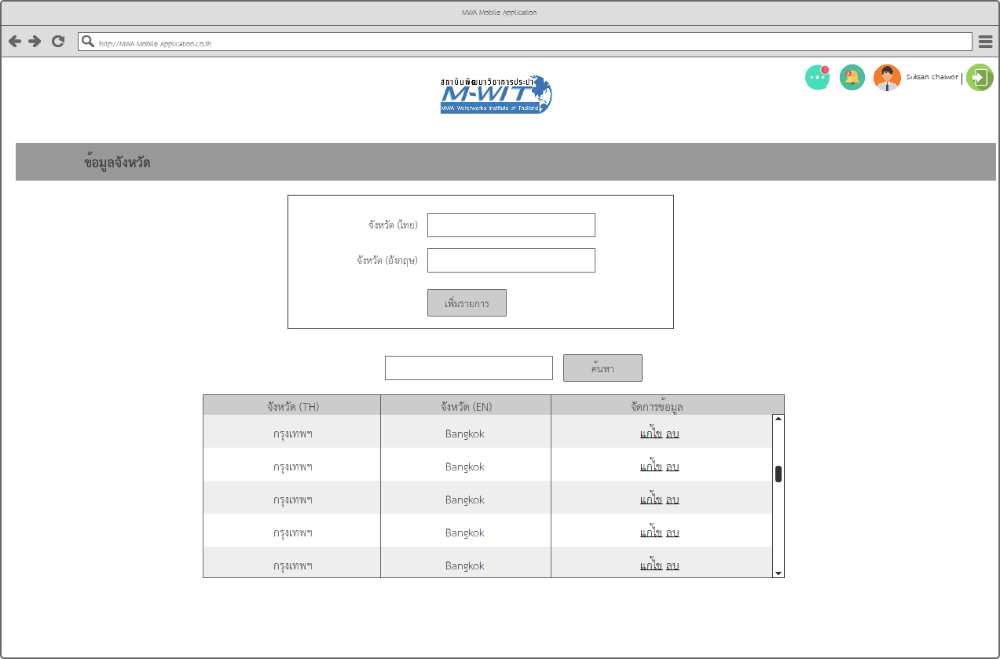 MWA Mobile Application
http://MWA Mobile Application.co.th
1
3
Suksan chaiwor |
สถาบันพัฒนาวิชาการประปา
M-WIT
MWA Waterworks Institute of Thailand
ข้อมูลจังหวัด
จังหวัด (ไทย)
จังหวัด (อังกฤษ)
เพิ่มรายการ
ค้นหา
จังหวัด (TH) จังหวัด (EN) จัดการข้อมูล
กรุงเทพฯ Bangkok แก้ไข ลบ
กรุงเทพฯ Bangkok แก้ไข ลบ
กรุงเทพฯ Bangkok แก้ไข ลบ
กรุงเทพฯ Bangkok แก้ไข ลบ
กรุงเทพฯ Bangkok แก้ไข ลบ